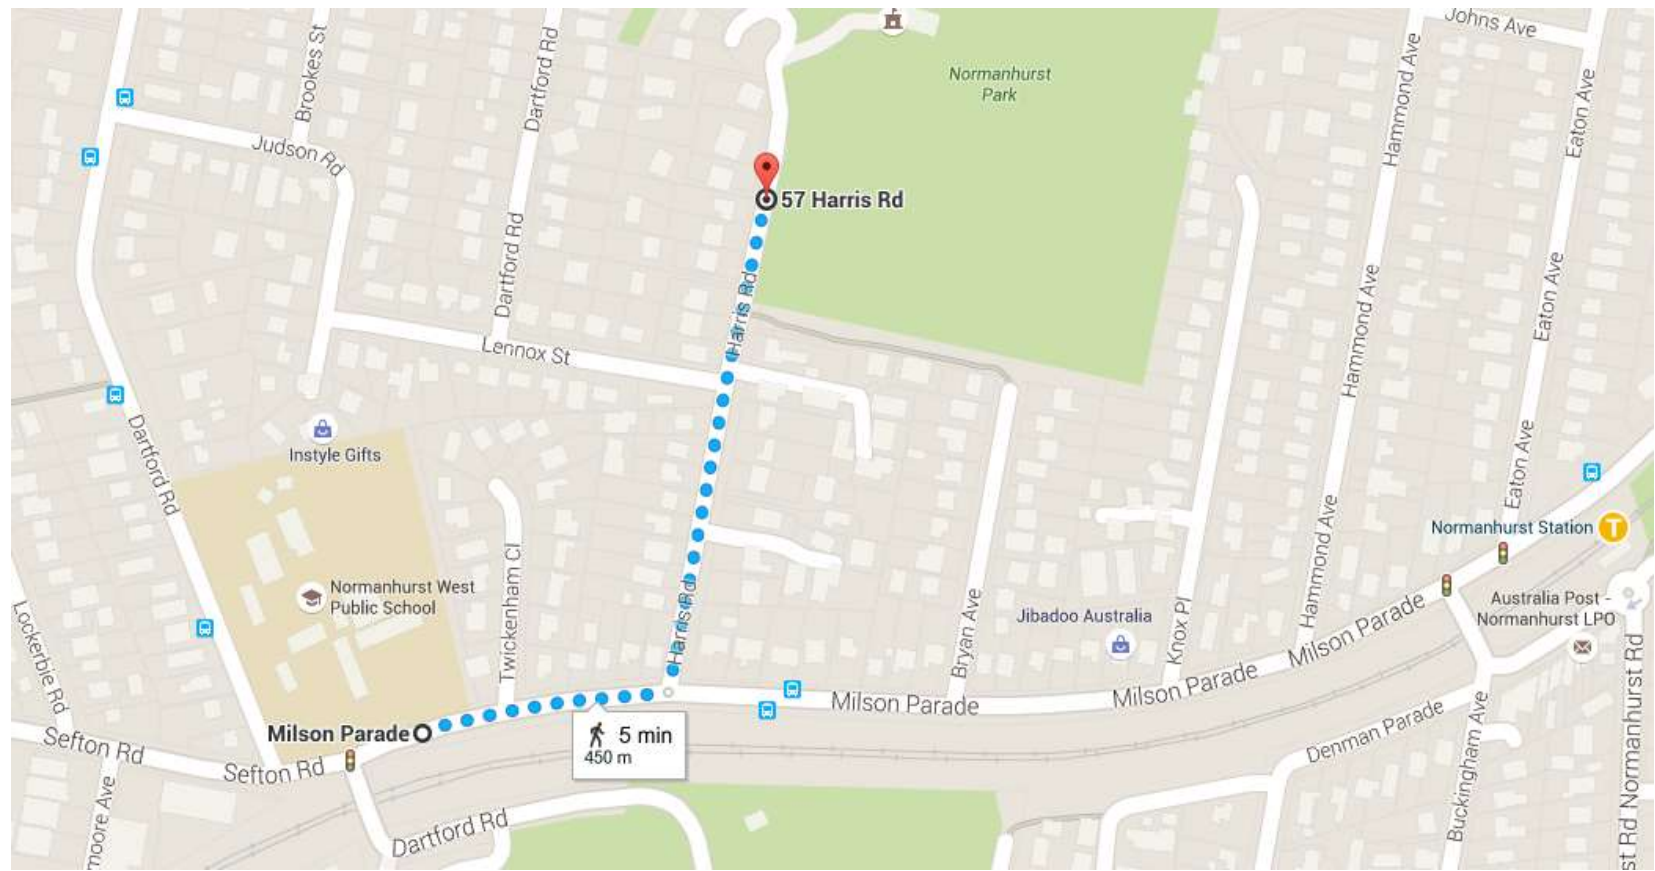 Johns Ave
Brookes St
Dartford Rd
Hammond Ave
Eaton Ave
Normanhurst
Park
Judson Rd
57 Harris Rd
Dartford Rd
Harris Rd
Hammond Ave
Eaton Ave
Lennox St
Dartford Rd
Instyle Gifts
Eaton Ave
Hammond Ave
Normanhurst Station
T
Twickenham Cl
Normanhurst West
Public School
Harris Rd
Bryan Ave
Jibadoo Australia
Knox Pl
Australia Post -
Normanhurst LPO
Lockerbie Rd
Milson Parade
Milson Parade
Milson Parade
Milson Parade
Sefton Rd
Sefton Rd
5 min
450 m
Denman Parade
Buckingham Ave
st Rd Normanhurst Rd
moore Ave
Dartford Rd